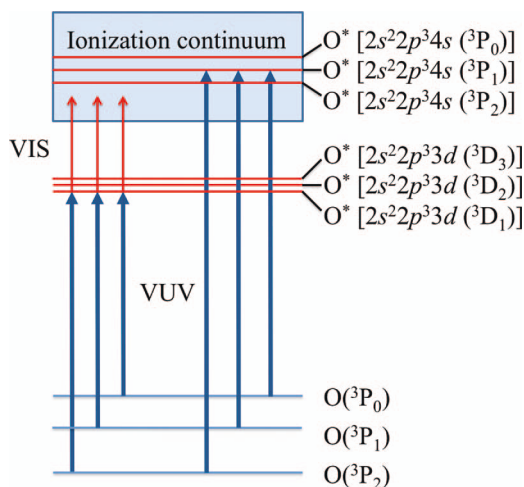 Ionization continuum
O* [2s²2p³4s (³P₀)]
O* [2s²2p³4s (³P₁)]
O* [2s²2p³4s (³P₂)]
VIS
O* [2s²2p³3d (³D₃)]
O* [2s²2p³3d (³D₂)]
O* [2s²2p³3d (³D₁)]
VUV
O(³P₀)
O(³P₁)
O(³P₂)